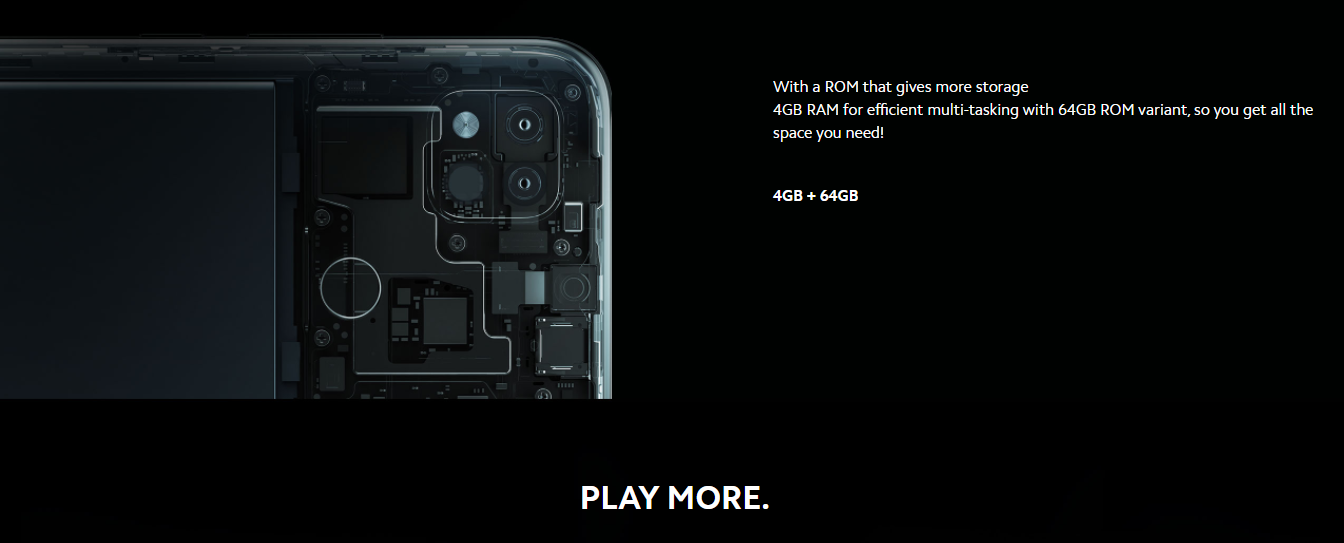 With a ROM that gives more storage
4GB RAM for efficient multi-tasking with 64GB ROM variant, so you get all the
space you need!
4GB + 64GB
PLAY MORE.